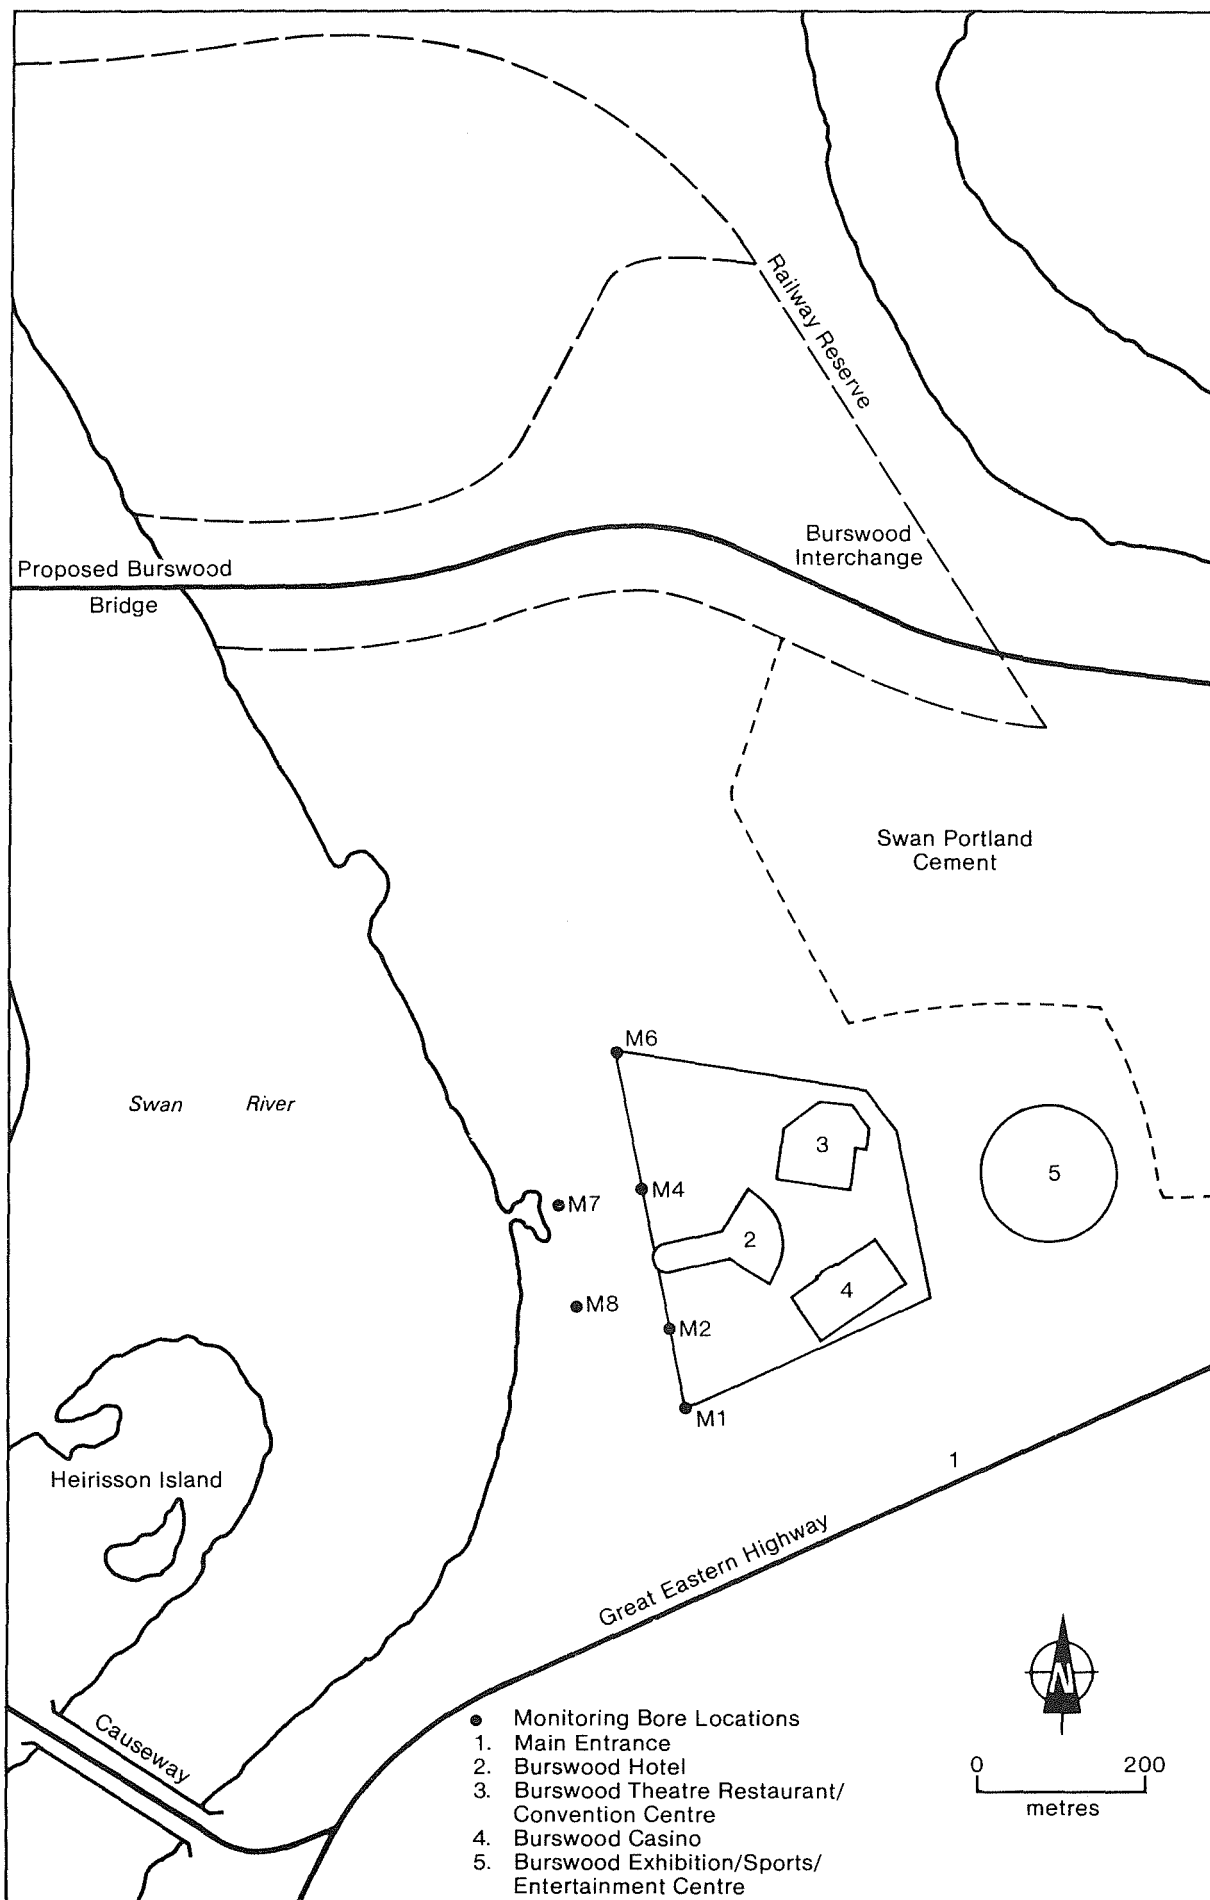 Railway Reserve
Burswood
Interchange
Proposed Burswood
Bridge
Swan Portland
Cement
M6
Swan River
3
5
M4
M7
2
4
M8
M2
M1
Heirisson Island
1
Great Eastern Highway
N
Causeway
● Monitoring Bore Locations
1. Main Entrance
2. Burswood Hotel
3. Burswood Theatre Restaurant/
Convention Centre
4. Burswood Casino
5. Burswood Exhibition/Sports/
Entertainment Centre
0 200
metres